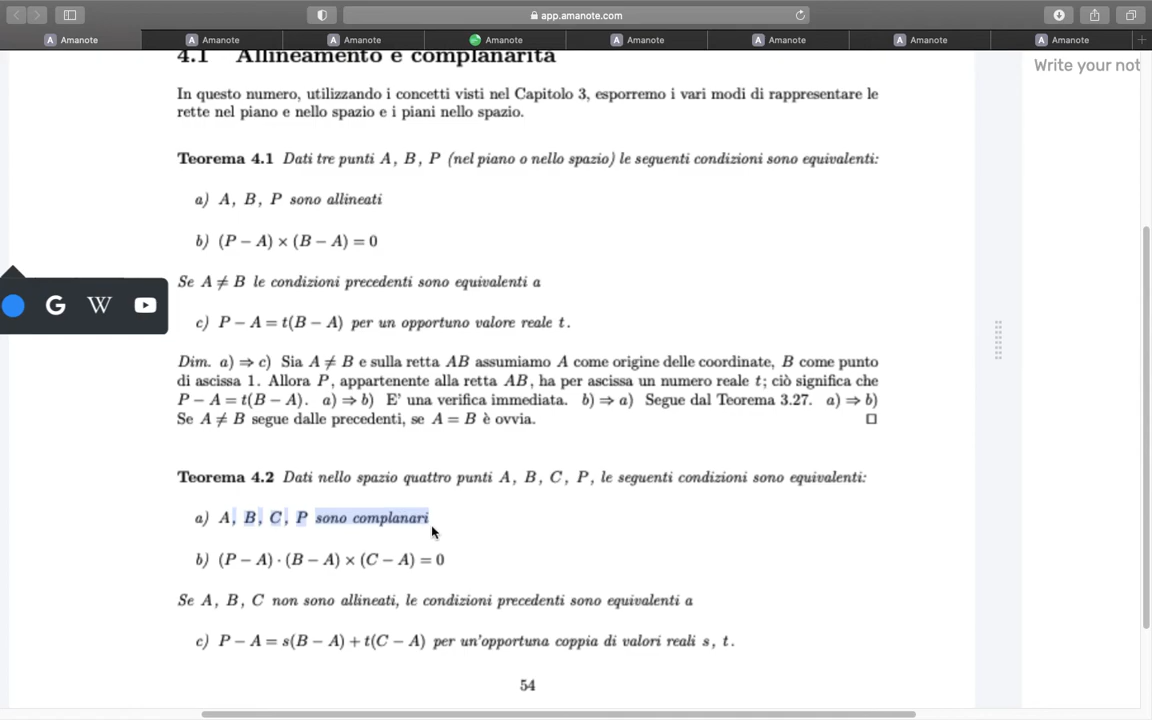 app.amanote.com
Amanote Amanote Amanote Amanote Amanote Amanote Amanote Amanote
4.1 Allineamento e complanarità
Write your not
In questo numero, utilizzando i concetti visti nel Capitolo 3, esporremo i vari modi di rappresentare le
rette nel piano e nello spazio e i piani nello spazio.
Teorema 4.1 Dati tre punti A, B, P (nel piano o nello spazio) le seguenti condizioni sono equivalenti:
a) A, B, P sono allineati
b) (P − A) × (B − A) = 0
Se A ≠ B le condizioni precedenti sono equivalenti a
G W
c) P − A = t(B − A) per un opportuno valore reale t.
Dim. a) ⇒ c) Sia A ≠ B e sulla retta AB assumiamo A come origine delle coordinate, B come punto
di ascissa 1. Allora P, appartenente alla retta AB, ha per ascissa un numero reale t; ciò significa che
P − A = t(B − A). a) ⇒ b) E' una verifica immediata. b) ⇒ a) Segue dal Teorema 3.27. a) ⇒ b)
Se A ≠ B segue dalle precedenti, se A = B è ovvia. □
Teorema 4.2 Dati nello spazio quattro punti A, B, C, P, le seguenti condizioni sono equivalenti:
a) A, B, C, P sono complanari
b) (P − A) · (B − A) × (C − A) = 0
Se A, B, C non sono allineati, le condizioni precedenti sono equivalenti a
c) P − A = s(B − A) + t(C − A) per un'opportuna coppia di valori reali s, t.
54